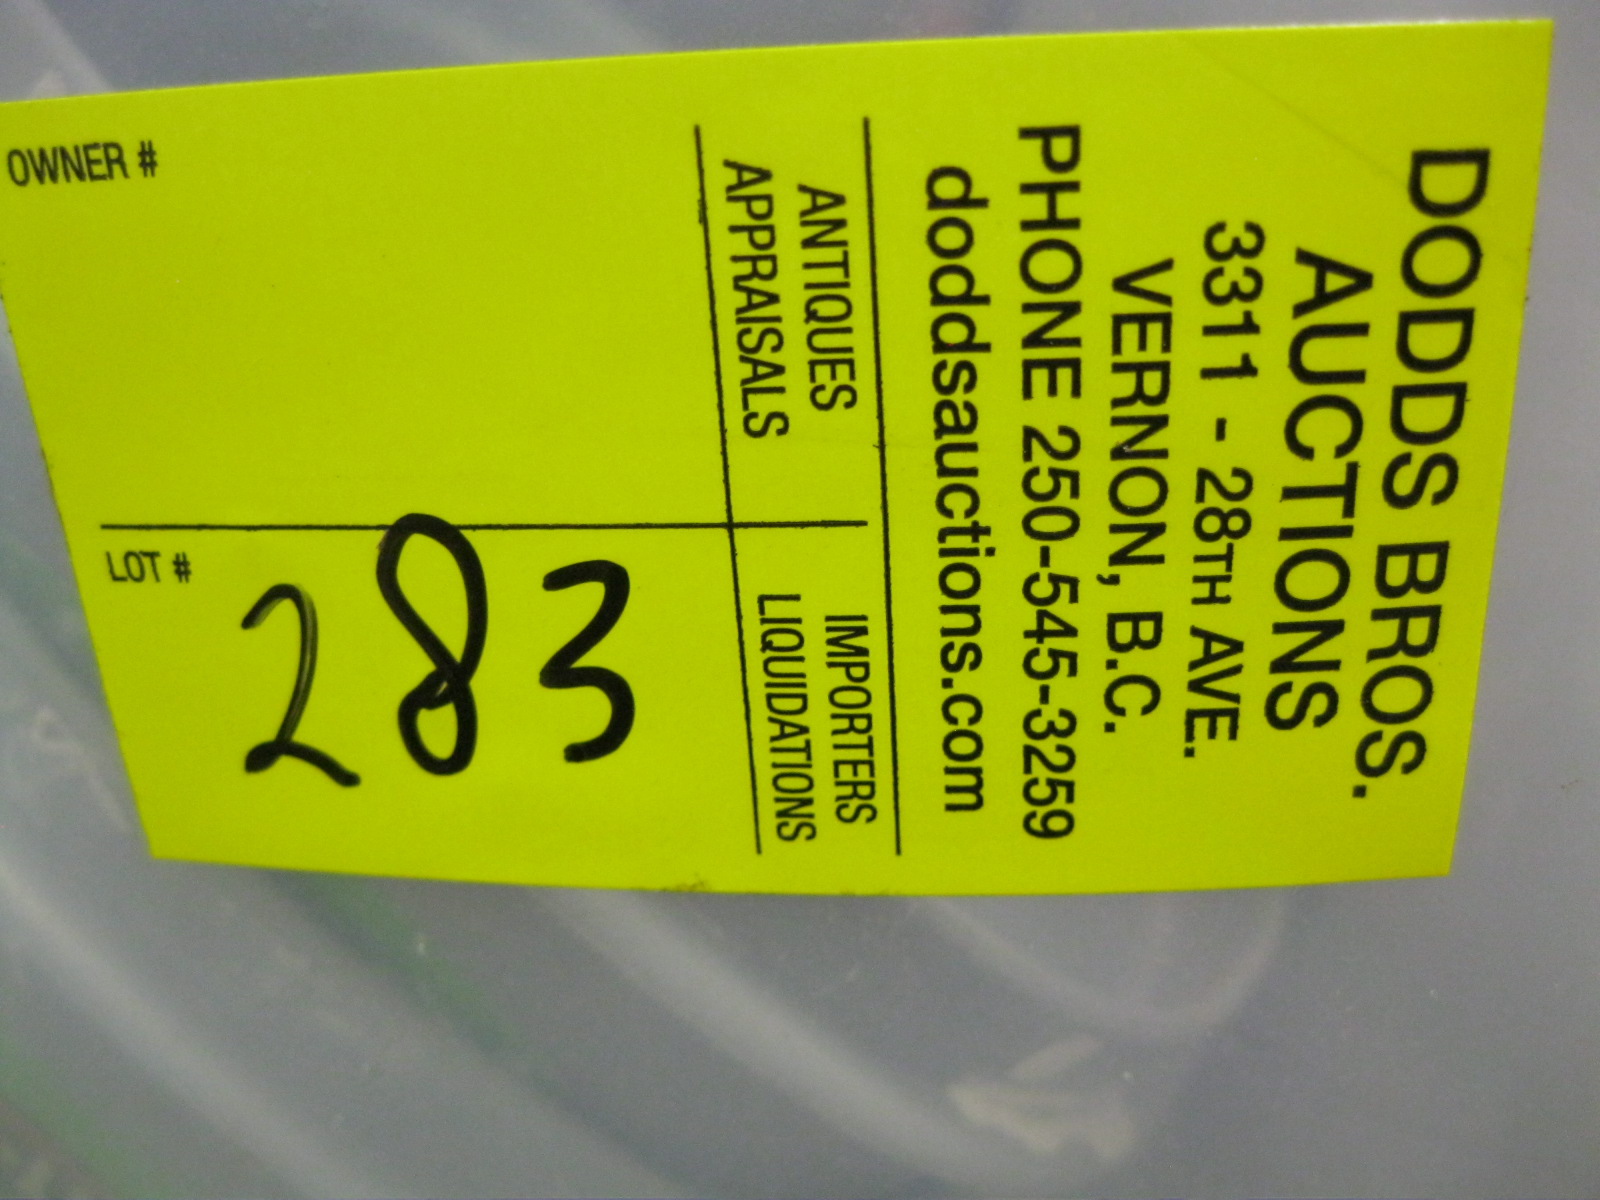 DODDS BROS.
AUCTIONS
3311 - 28TH AVE.
VERNON, B.C.
PHONE 250-545-3259
doddsauctions.com
ANTIQUES
APPRAISALS
IMPORTERS
LIQUIDATIONS
OWNER #
LOT #
283